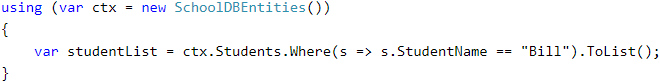 using (var ctx = new SchoolDBEntities())
{
    var studentList = ctx.Students.Where(s => s.StudentName == "Bill").ToList();
}